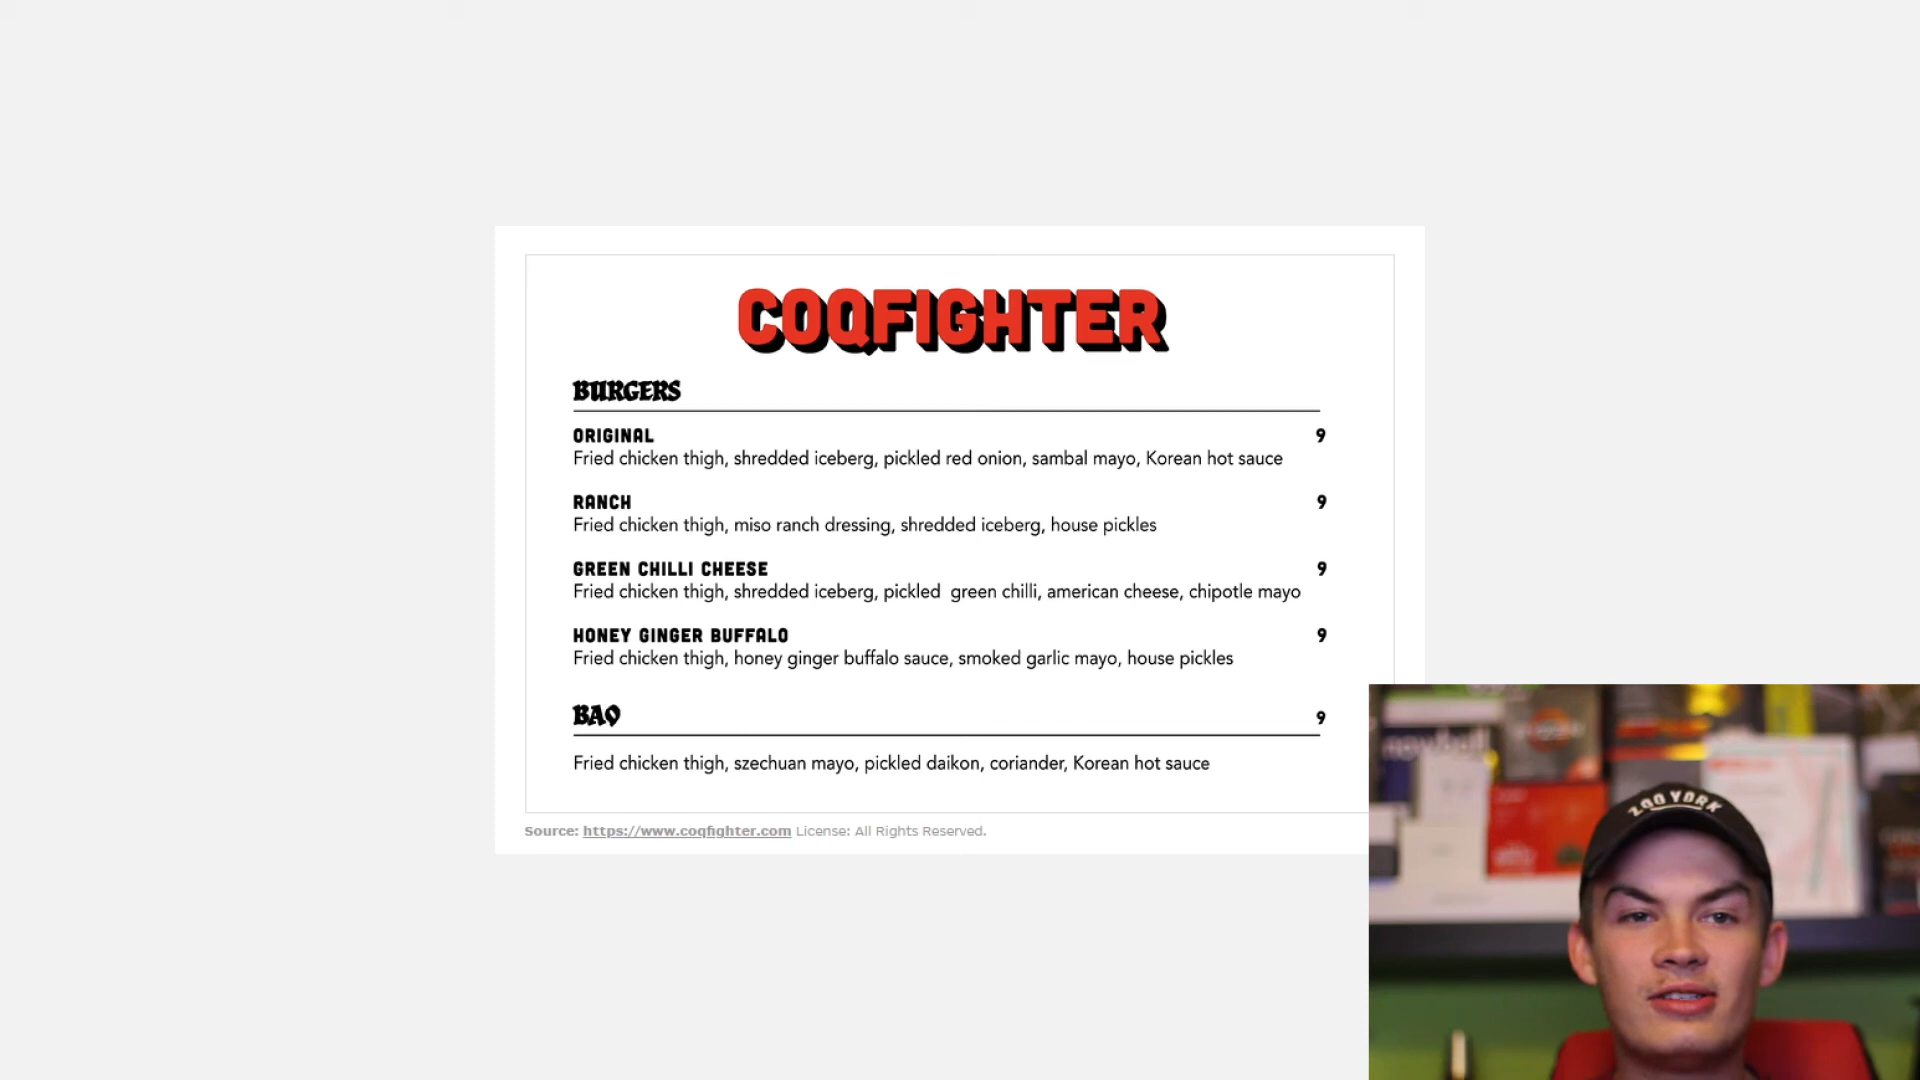 COQFIGHTER
BURGERS
ORIGINAL 9
Fried chicken thigh, shredded iceberg, pickled red onion, sambal mayo, Korean hot sauce
RANCH 9
Fried chicken thigh, miso ranch dressing, shredded iceberg, house pickles
GREEN CHILLI CHEESE 9
Fried chicken thigh, shredded iceberg, pickled  green chilli, american cheese, chipotle mayo
HONEY GINGER BUFFALO 9
Fried chicken thigh, honey ginger buffalo sauce, smoked garlic mayo, house pickles
BAO 9
Fried chicken thigh, szechuan mayo, pickled daikon, coriander, Korean hot sauce
Source: https://www.coqfighter.com License: All Rights Reserved.
ZOO YORK